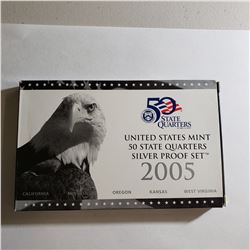 50
STATE
QUARTERS
UNITED STATES MINT
50 STATE QUARTERS
SILVER PROOF SET™
2005
CALIFORNIA OREGON KANSAS WEST VIRGINIA